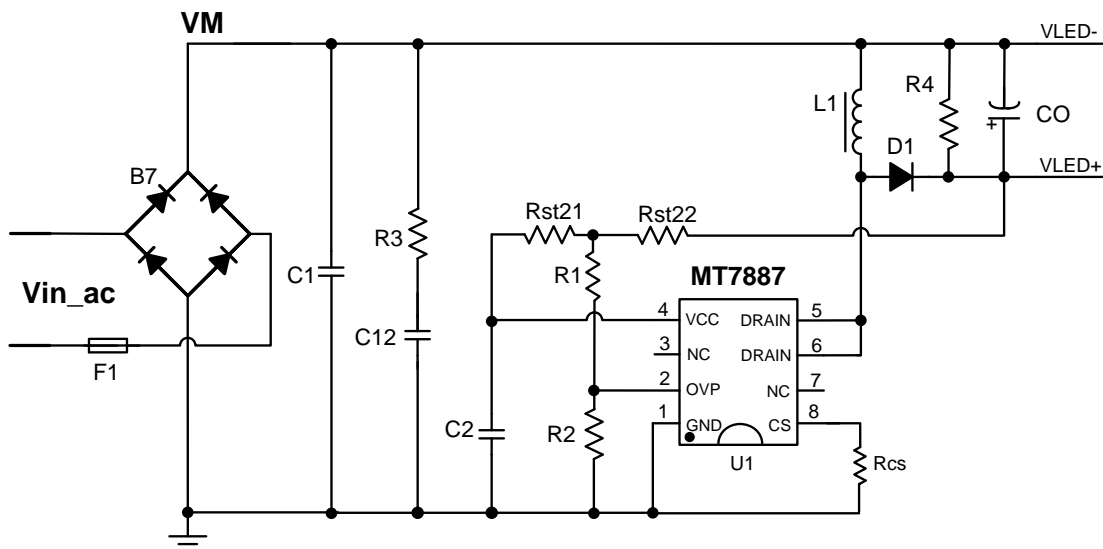 VM
VLED-
L1
R4
CO
+
D1
B7
VLED+
Rst21
Rst22
R3
R1
MT7887
C1
Vin_ac
4
VCC
DRAIN
5
C12
3
NC
DRAIN
6
F1
2
OVP
NC
7
1
GND
CS
8
C2
R2
U1
Rcs